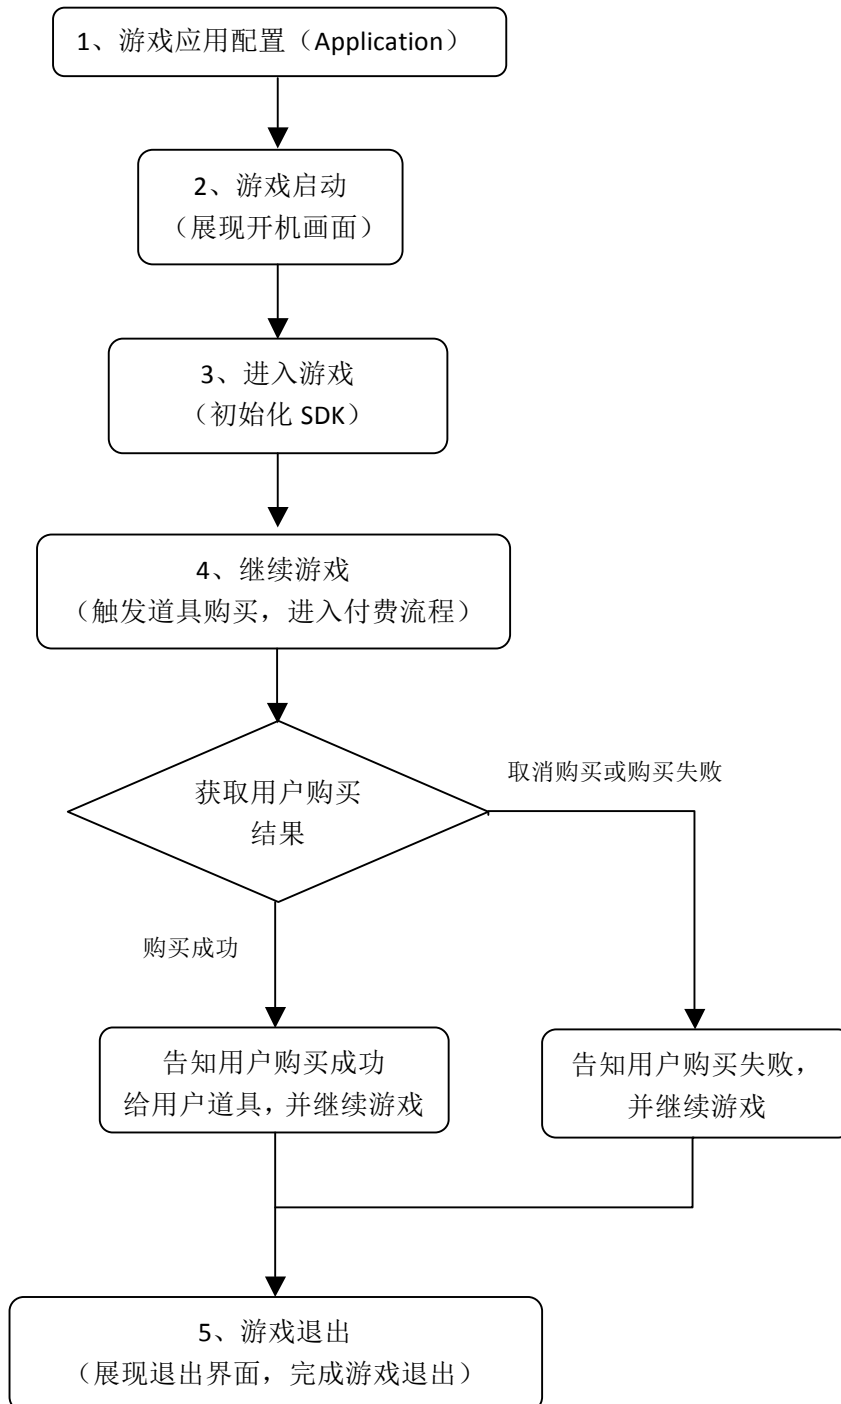 1、游戏应用配置（Application）
2、游戏启动
（展现开机画面）
3、进入游戏
（初始化 SDK）
4、继续游戏
（触发道具购买，进入付费流程）
获取用户购买
结果
取消购买或购买失败
购买成功
告知用户购买成功
给用户道具，并继续游戏
告知用户购买失败，
并继续游戏
5、游戏退出
（展现退出界面，完成游戏退出）